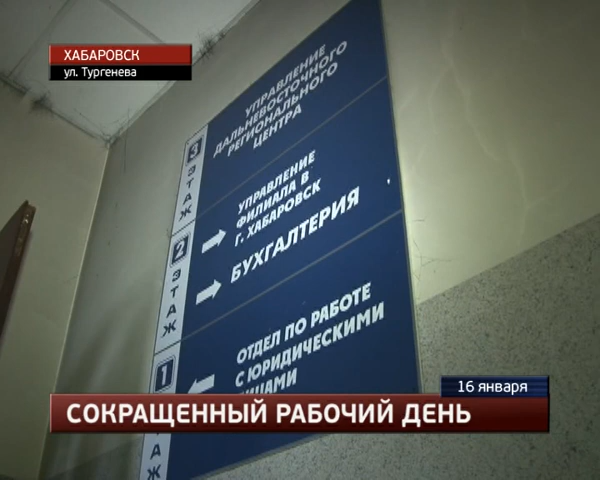 ХАБАРОВСК
ул. Тургенева
3 ЭТАЖ
УПРАВЛЕНИЕ
ДАЛЬНЕВОСТОЧНОГО
РЕГИОНАЛЬНОГО
ЦЕНТРА
2 ЭТАЖ
УПРАВЛЕНИЕ
ФИЛИАЛА В
Г. ХАБАРОВСК
БУХГАЛТЕРИЯ
1 ЭТАЖ
ОТДЕЛ ПО РАБОТЕ
С ЮРИДИЧЕСКИМИ
ЛИЦАМИ
16 января
СОКРАЩЕННЫЙ РАБОЧИЙ ДЕНЬ